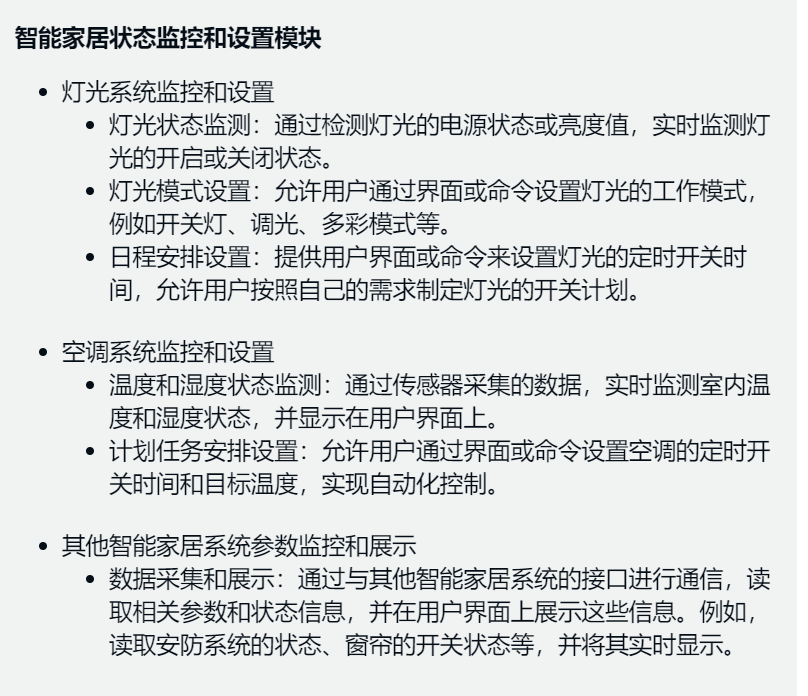 智能家居状态监控和设置模块
灯光系统监控和设置
灯光状态监测：通过检测灯光的电源状态或亮度值，实时监测灯
光的开启或关闭状态。
灯光模式设置：允许用户通过界面或命令设置灯光的工作模式，
例如开关灯、调光、多彩模式等。
日程安排设置：提供用户界面或命令来设置灯光的定时开关时
间，允许用户按照自己的需求制定灯光的开关计划。
空调系统监控和设置
温度和湿度状态监测：通过传感器采集的数据，实时监测室内温
度和湿度状态，并显示在用户界面上。
计划任务安排设置：允许用户通过界面或命令设置空调的定时开
关时间和目标温度，实现自动化控制。
其他智能家居系统参数监控和展示
数据采集和展示：通过与其他智能家居系统的接口进行通信，读
取相关参数和状态信息，并在用户界面上展示这些信息。例如，
读取安防系统的状态、窗帘的开关状态等，并将其实时显示。